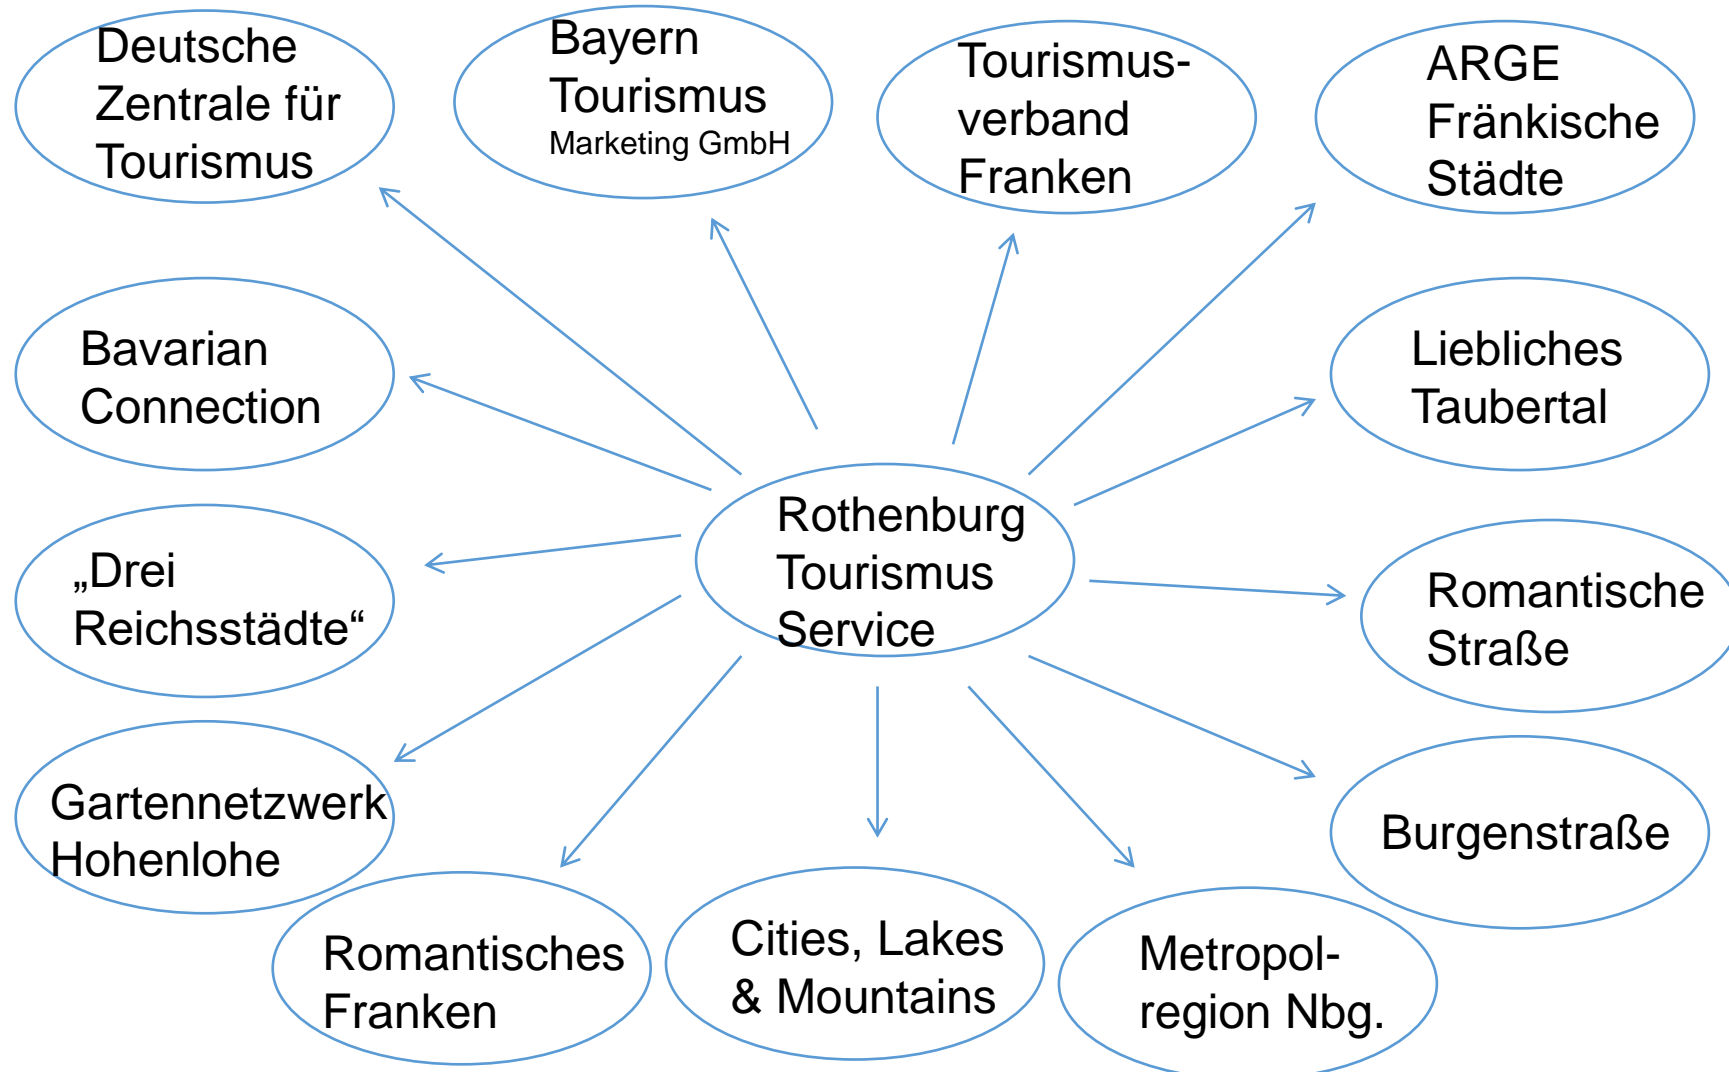 Deutsche
Zentrale für
Tourismus
Bayern
Tourismus
Marketing GmbH
Tourismus-
verband
Franken
ARGE
Fränkische
Städte
Bavarian
Connection
Liebliches
Taubertal
„Drei
Reichsstädte“
Rothenburg
Tourismus
Service
Romantische
Straße
Gartennetzwerk
Hohenlohe
Burgenstraße
Romantisches
Franken
Cities, Lakes
& Mountains
Metropol-
region Nbg.